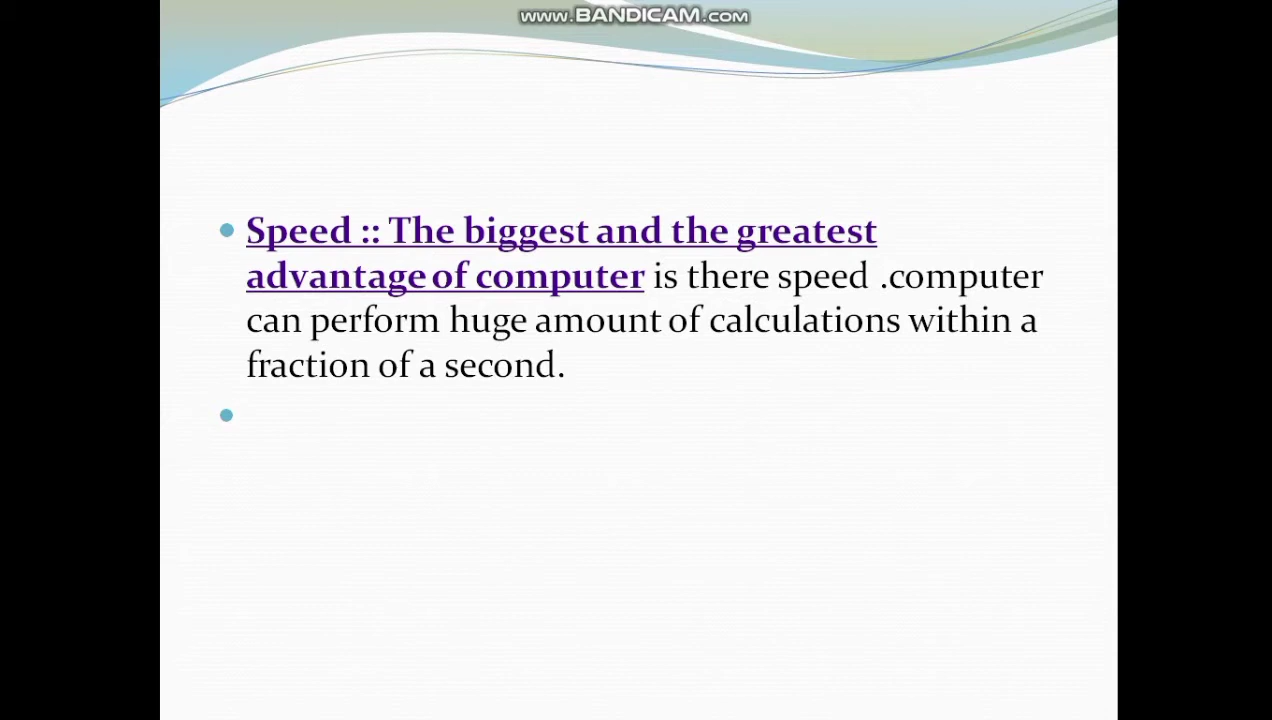 www.BANDICAM.com
Speed :: The biggest and the greatest
advantage of computer is there speed .computer
can perform huge amount of calculations within a
fraction of a second.